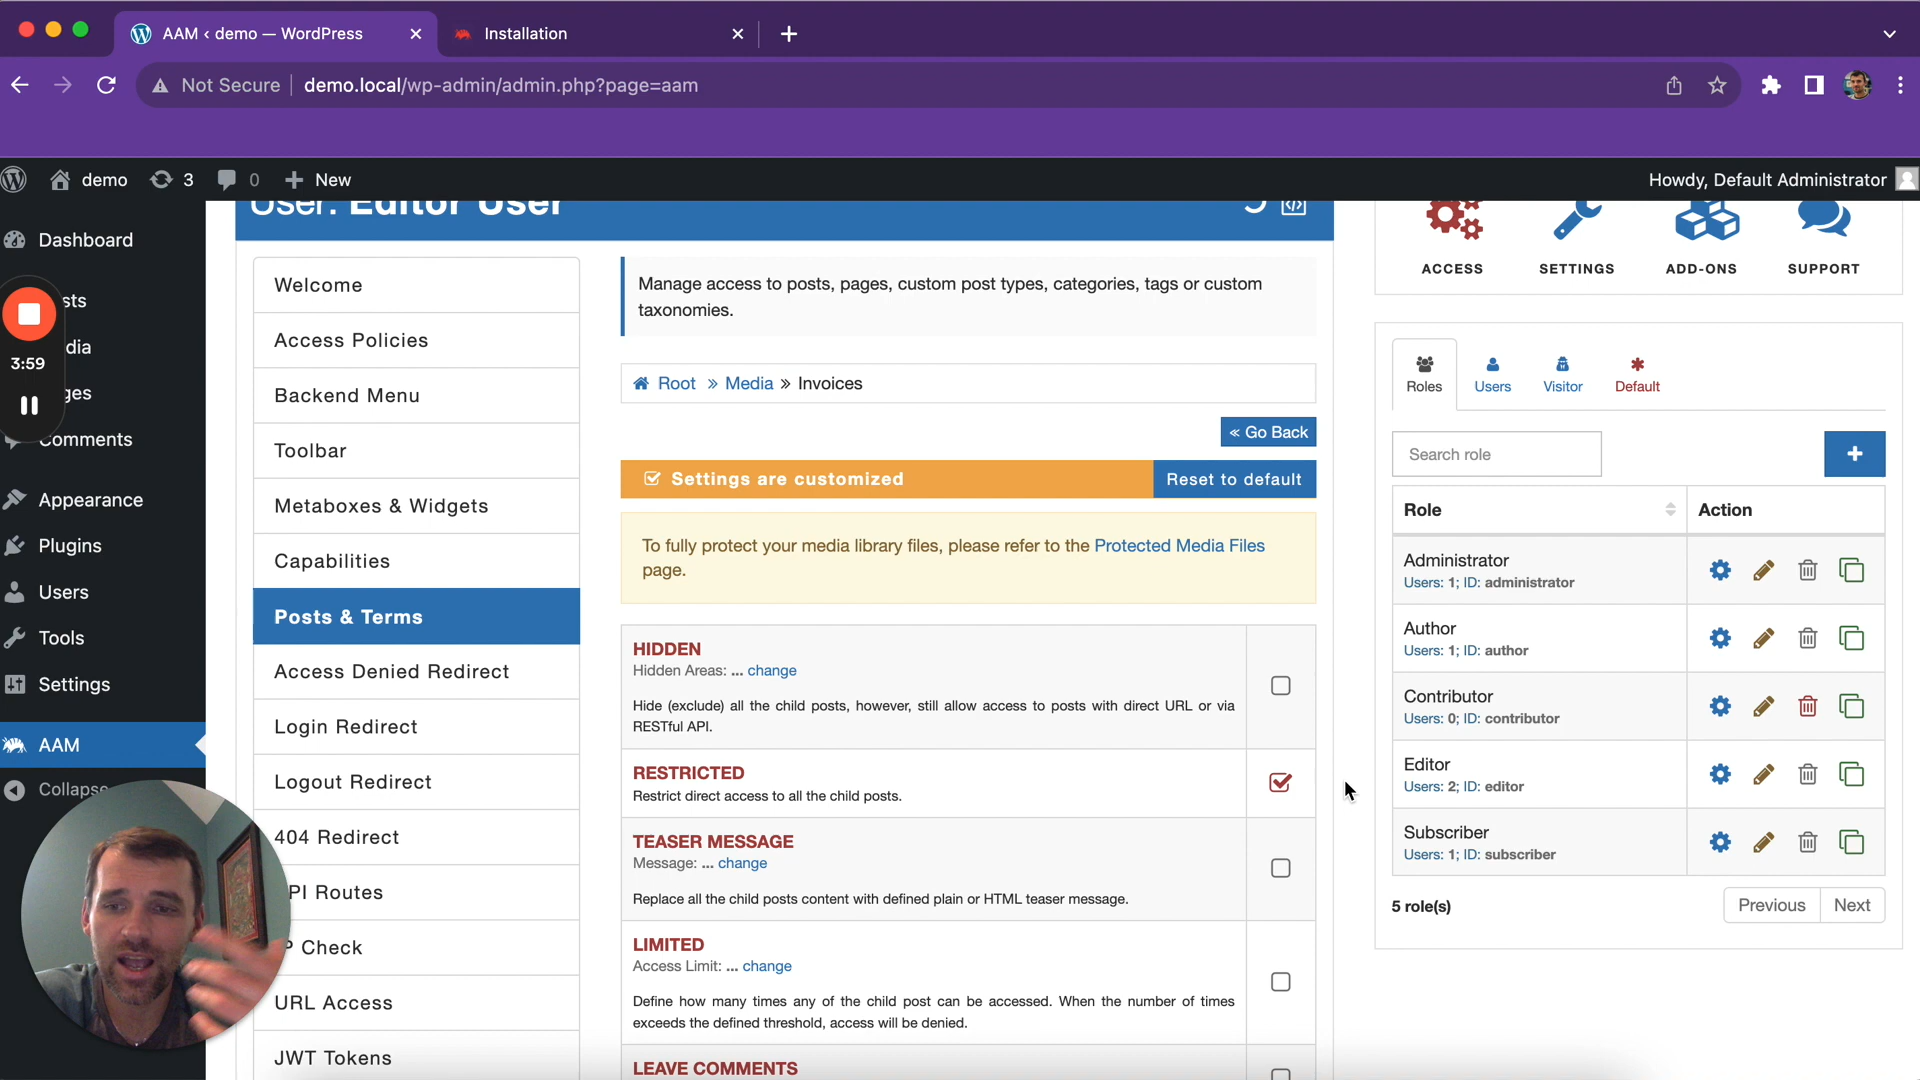 AAM ‹ demo — WordPress
Installation
Not Secure
demo.local/wp-admin/admin.php?page=aam
demo
3
0
New
Howdy, Default Administrator
Dashboard
sts
dia
ges
Comments
Appearance
Plugins
Users
Tools
Settings
AAM
Collapse
3:59
User: Editor User
Welcome
Access Policies
Backend Menu
Toolbar
Metaboxes & Widgets
Capabilities
Posts & Terms
Access Denied Redirect
Login Redirect
Logout Redirect
404 Redirect
PI Routes
P Check
URL Access
JWT Tokens
Manage access to posts, pages, custom post types, categories, tags or custom
taxonomies.
Root » Media » Invoices
« Go Back
Settings are customized
Reset to default
To fully protect your media library files, please refer to the Protected Media Files
page.
HIDDEN
Hidden Areas: ... change
Hide (exclude) all the child posts, however, still allow access to posts with direct URL or via
RESTful API.
RESTRICTED
Restrict direct access to all the child posts.
TEASER MESSAGE
Message: ... change
Replace all the child posts content with defined plain or HTML teaser message.
LIMITED
Access Limit: ... change
Define how many times any of the child post can be accessed. When the number of times
exceeds the defined threshold, access will be denied.
LEAVE COMMENTS
ACCESS
SETTINGS
ADD-ONS
SUPPORT
Roles
Users
Visitor
Default
Search role
+
Role
Action
Administrator
Users: 1; ID: administrator
Author
Users: 1; ID: author
Contributor
Users: 0; ID: contributor
Editor
Users: 2; ID: editor
Subscriber
Users: 1; ID: subscriber
5 role(s)
Previous
Next